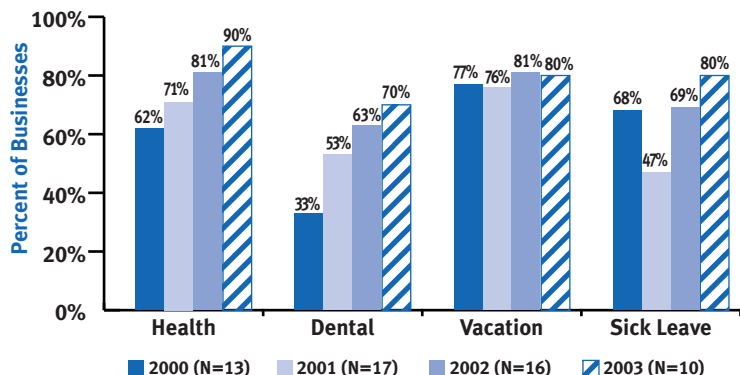 Percent of Businesses
100%
80%
60%
40%
20%
0%
62%
71%
81%
90%
33%
53%
63%
70%
77%
76%
81%
80%
68%
47%
69%
80%
Health
Dental
Vacation
Sick Leave
2000 (N=13)
2001 (N=17)
2002 (N=16)
2003 (N=10)